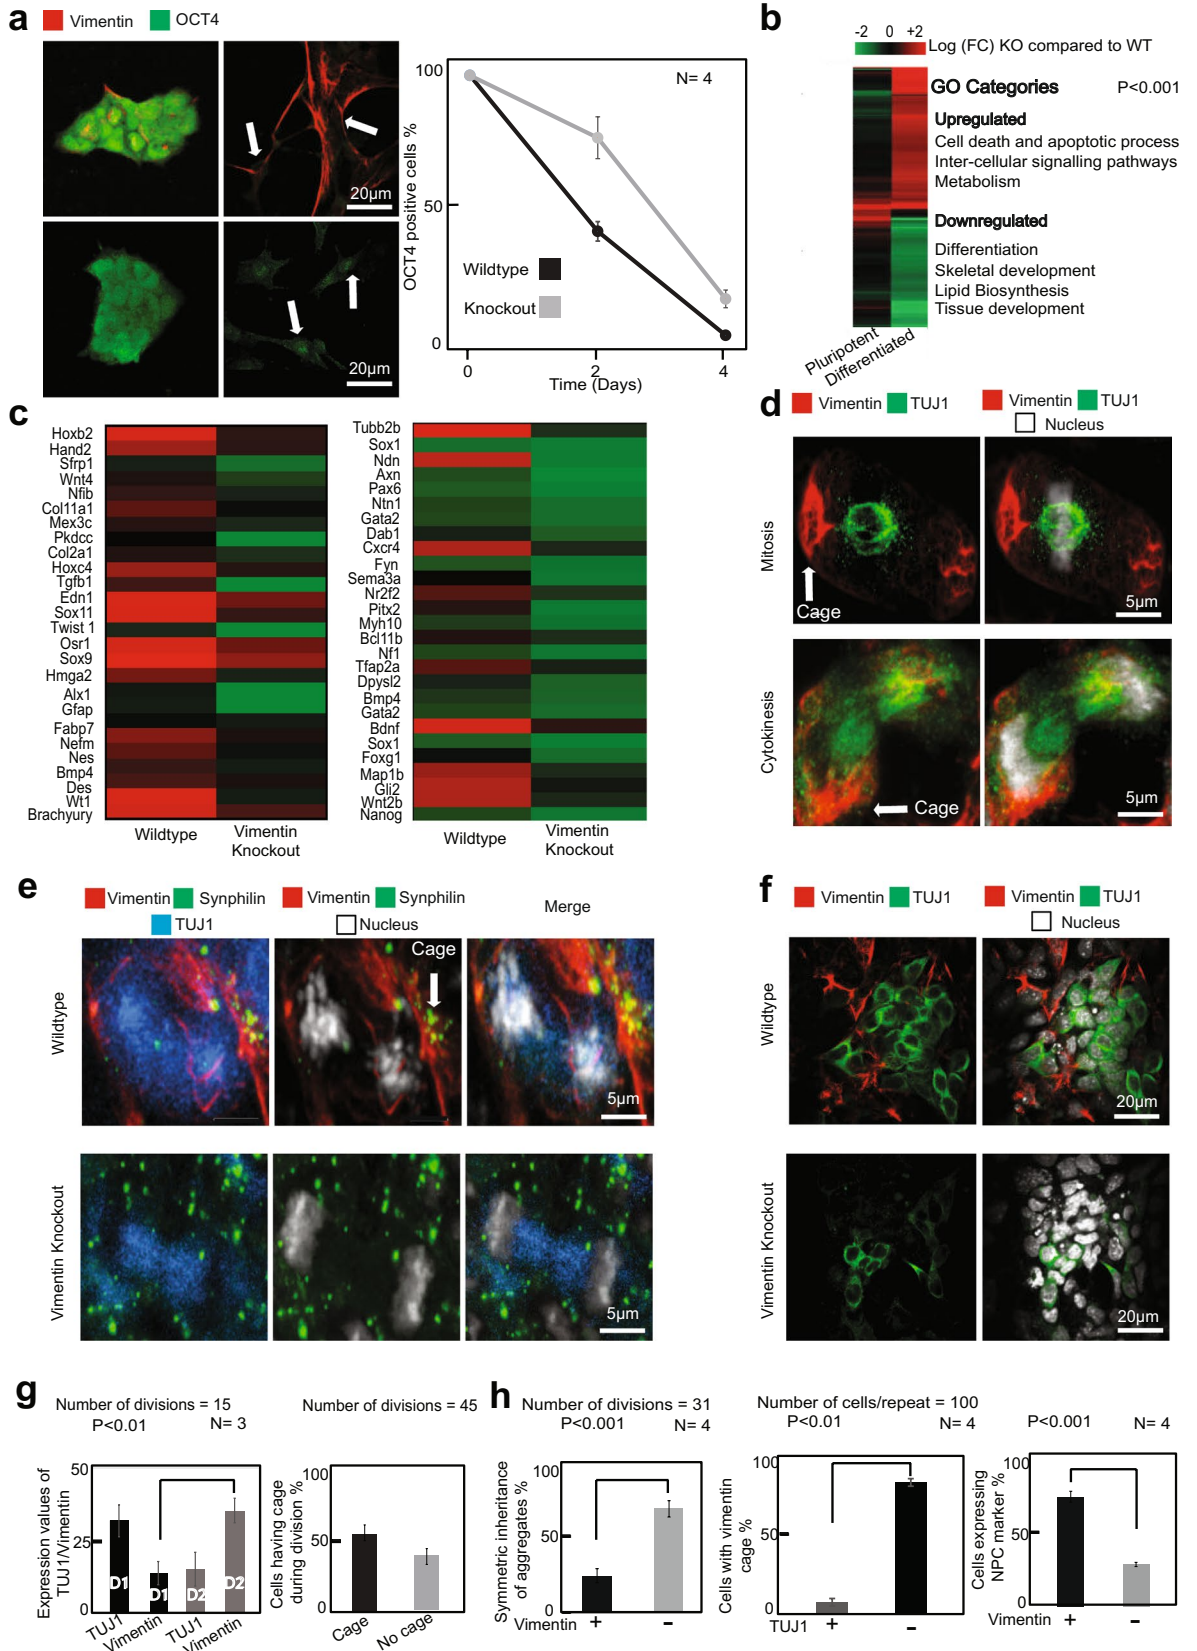 a
Vimentin OCT4
20µm
20µm
OCT4 positive cells %
100
50
0
N= 4
Wildtype
Knockout
0 2 4
Time (Days)
b
-2 0 +2
Log (FC) KO compared to WT
GO Categories P<0.001
Upregulated
Cell death and apoptotic process
Inter-cellular signalling pathways
Metabolism
Downregulated
Differentiation
Skeletal development
Lipid Biosynthesis
Tissue development
Pluripotent
Differentiated
c
Hoxb2
Hand2
Sfrp1
Wnt4
Nfib
Col11a1
Mex3c
Pkdcc
Col2a1
Hoxc4
Tgfb1
Edn1
Sox11
Twist 1
Osr1
Sox9
Hmga2
Alx1
Gfap
Fabp7
Nefm
Nes
Bmp4
Des
Wt1
Brachyury
Wildtype
Vimentin
Knockout
Tubb2b
Sox1
Ndn
Axn
Pax6
Ntn1
Gata2
Dab1
Cxcr4
Fyn
Sema3a
Nr2f2
Pitx2
Myh10
Bcl11b
Nf1
Tfap2a
Dpysl2
Bmp4
Gata2
Bdnf
Sox1
Foxg1
Map1b
Gli2
Wnt2b
Nanog
Wildtype
Vimentin
Knockout
d
Vimentin TUJ1
Vimentin TUJ1
Nucleus
Mitosis
Cage
5µm
Cytokinesis
Cage
5µm
e
Vimentin Synphilin
TUJ1
Vimentin Synphilin
Nucleus
Merge
Wildtype
Cage
5µm
Vimentin Knockout
5µm
f
Vimentin TUJ1
Vimentin TUJ1
Nucleus
Wildtype
20µm
Vimentin Knockout
20µm
g
Number of divisions = 15
P<0.01 N= 3
Expression values of
TUJ1/Vimentin
50
25
0
D1 D1 D2 D2
TUJ1
Vimentin
TUJ1
Vimentin
Number of divisions = 45
Cells having cage
during division %
100
50
0
Cage
No cage
h
Number of divisions = 31
P<0.001 N= 4
Symmetric inheritance
of aggregates %
100
50
0
Vimentin + −
Number of cells/repeat = 100
P<0.01 N= 4
Cells with vimentin
cage %
100
50
0
TUJ1 + −
P<0.001 N= 4
Cells expressing
NPC marker %
100
50
0
Vimentin + −